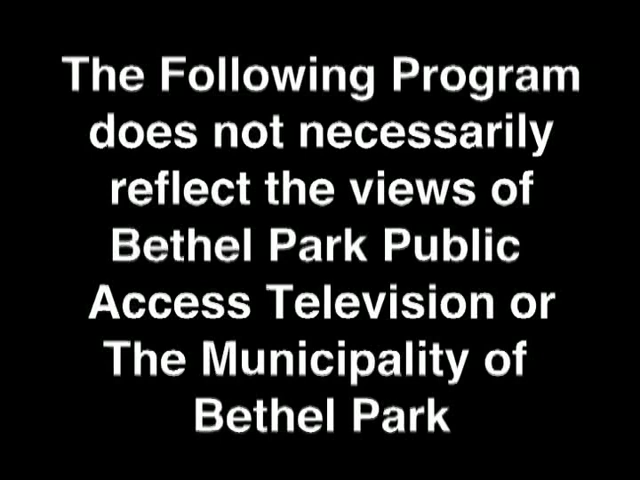 The Following Program
does not necessarily
reflect the views of
Bethel Park Public
Access Television or
The Municipality of
Bethel Park